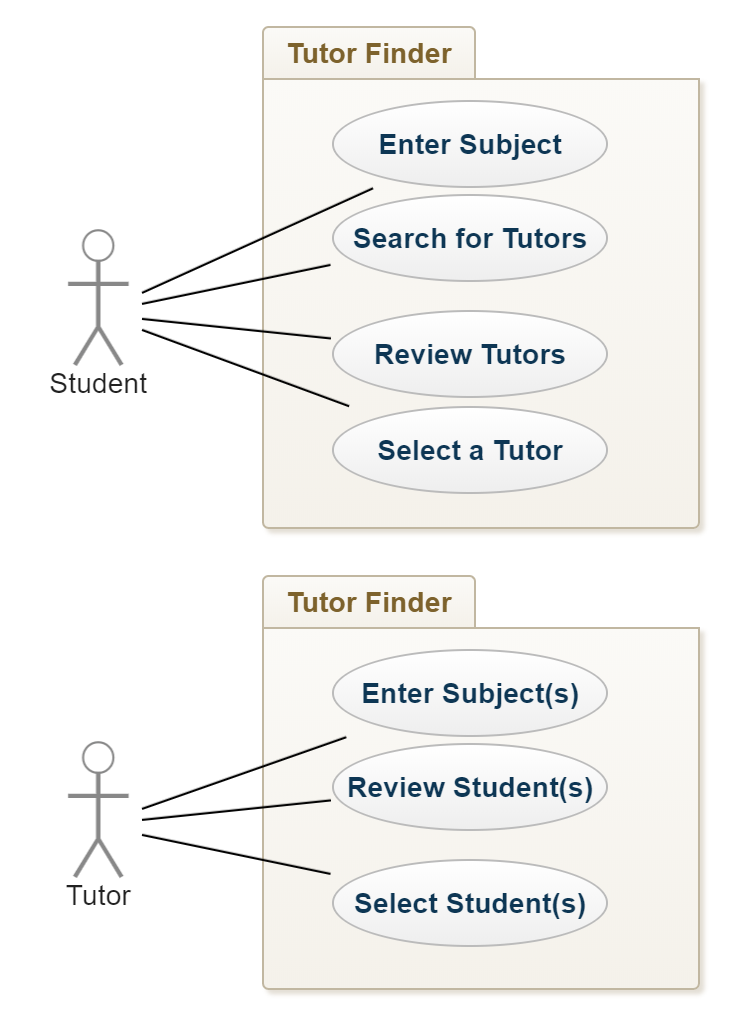 Tutor Finder
Enter Subject
Search for Tutors
Review Tutors
Student
Select a Tutor
Tutor Finder
Enter Subject(s)
Review Student(s)
Tutor
Select Student(s)